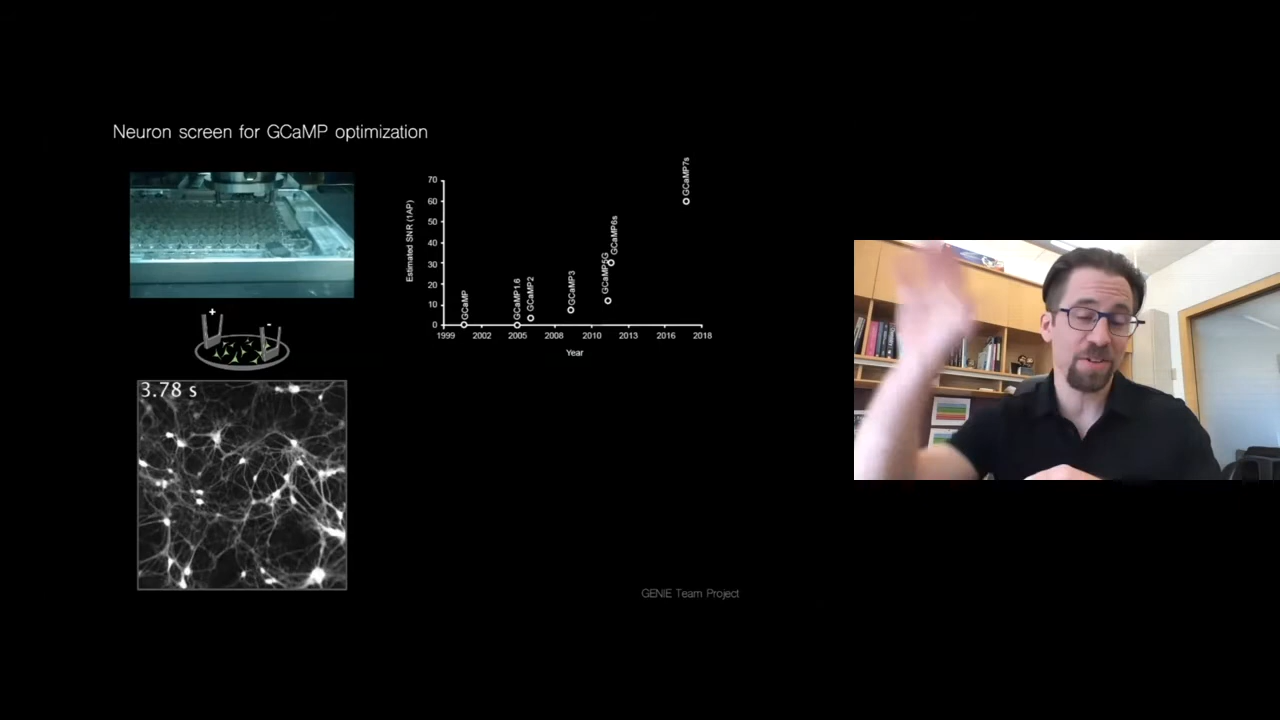 Neuron screen for GCaMP optimization
+
-
3.78 s
Estimated SNR (1AP)
70
60
50
40
30
20
10
0
GCaMP
GCaMP1.6
GCaMP2
GCaMP3
GCaMP5G
GCaMP6s
GCaMP7s
1999
2002
2005
2008
2010
2013
2016
2018
Year
GENIE Team Project